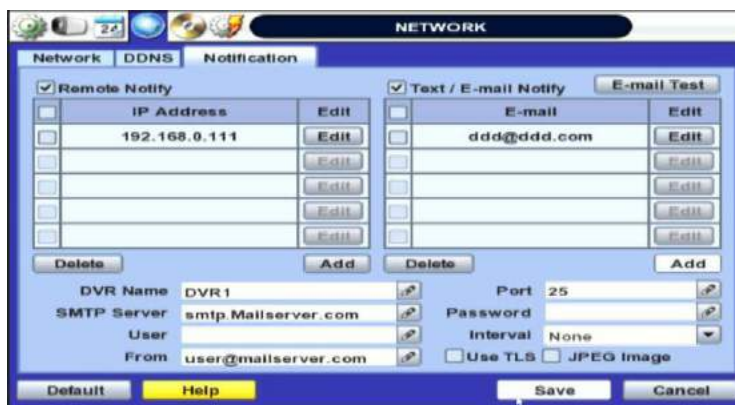 24
NETWORK
Network DDNS Notification
Remote Notify Text / E-mail Notify E-mail Test
IP Address Edit E-mail Edit
192.168.0.111 Edit ddd@ddd.com Edit
Edit Edit
Edit Edit
Edit Edit
Edit Edit
Delete Add Delete Add
DVR Name DVR1 Port 25
SMTP Server smtp.Mailserver.com Password
User Interval None
From user@mailserver.com Use TLS JPEG Image
Default Help Save Cancel